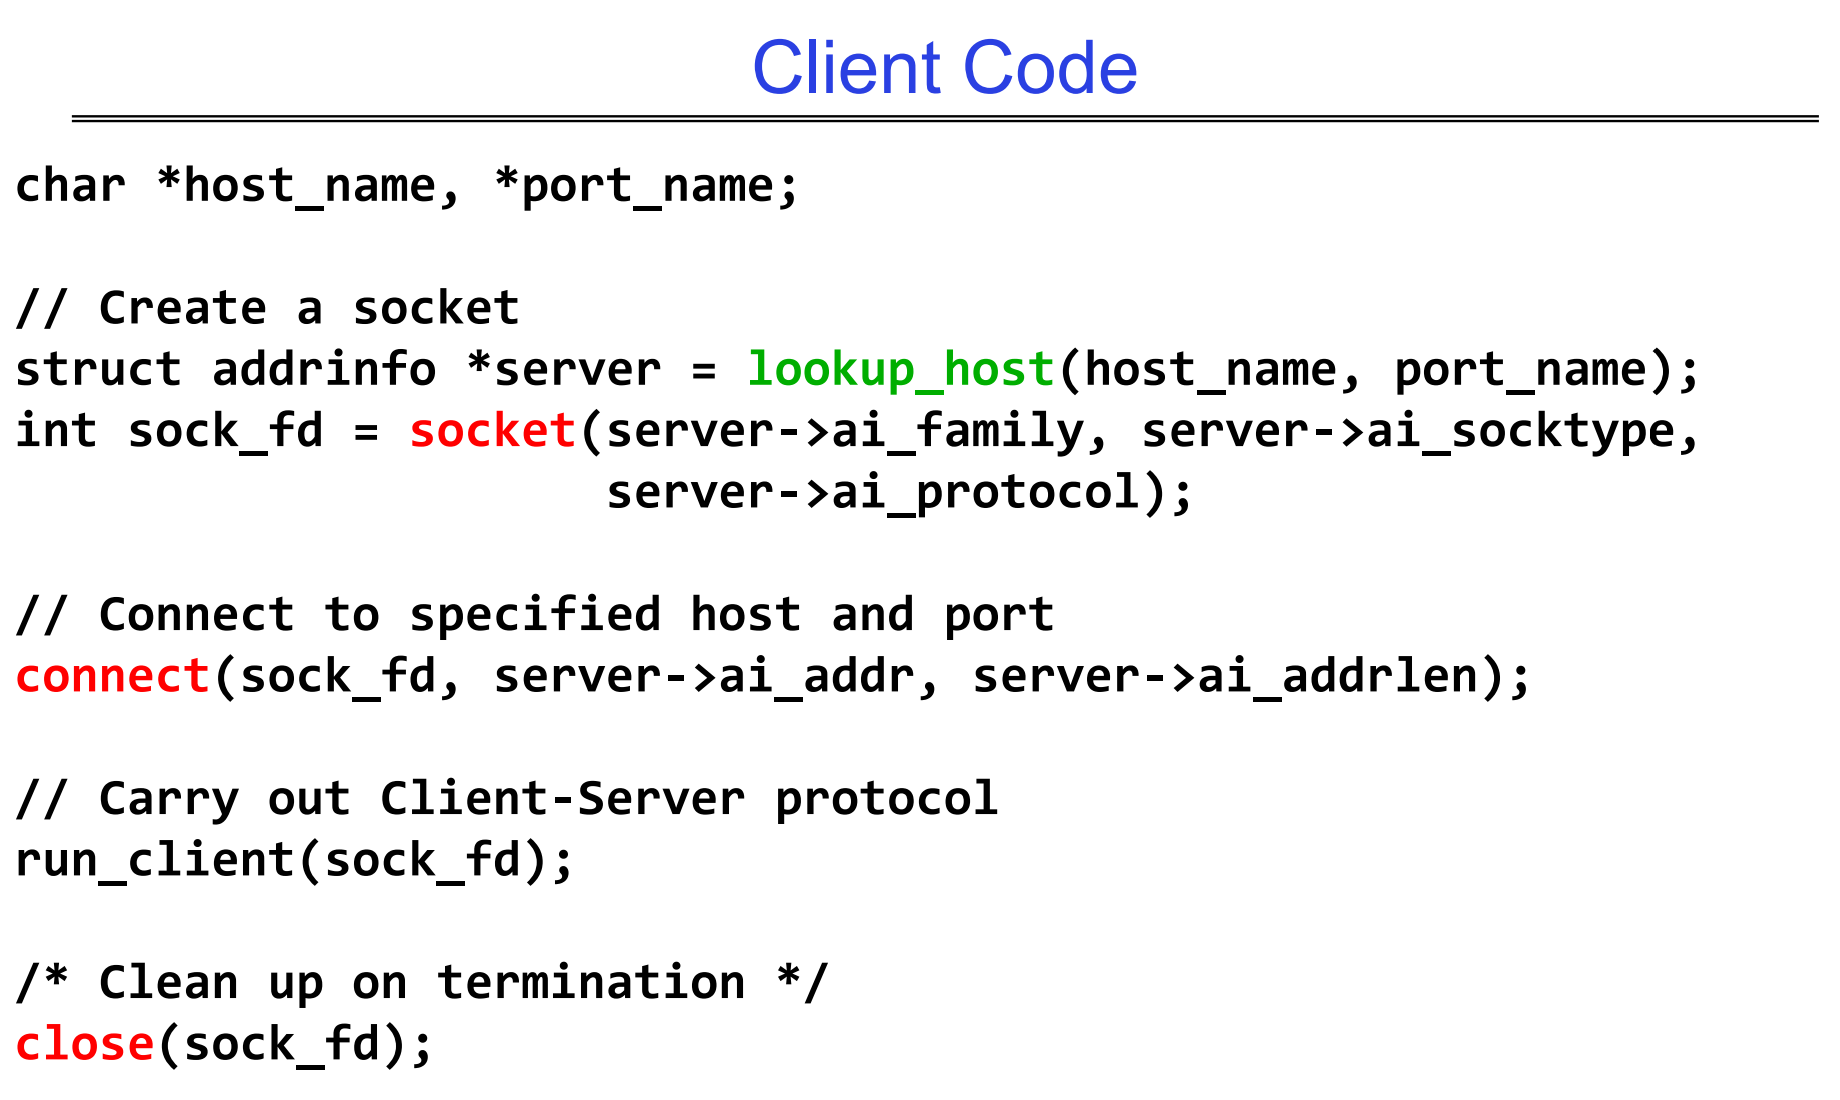 Client Code
char *host_name, *port_name;
// Create a socket
struct addrinfo *server = lookup_host(host_name, port_name);
int sock_fd = socket(server->ai_family, server->ai_socktype,
server->ai_protocol);
// Connect to specified host and port
connect(sock_fd, server->ai_addr, server->ai_addrlen);
// Carry out Client-Server protocol
run_client(sock_fd);
/* Clean up on termination */
close(sock_fd);